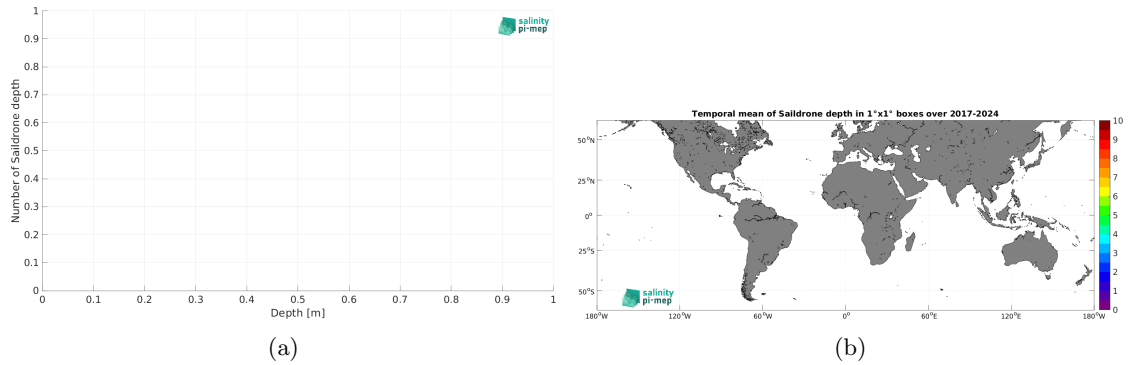 1
0.9
0.8
0.7
0.6
0.5
0.4
0.3
0.2
0.1
0
Number of Saildrone depth
salinity
pi-mep
0 0.1 0.2 0.3 0.4 0.5 0.6 0.7 0.8 0.9 1
Depth [m]
(a)
Temporal mean of Saildrone depth in 1°x1° boxes over 2017-2024
50°N
25°N
0°
25°S
50°S
salinity
pi-mep
180°W 120°W 60°W 0° 60°E 120°E 180°W
10
9
8
7
6
5
4
3
2
1
0
(b)